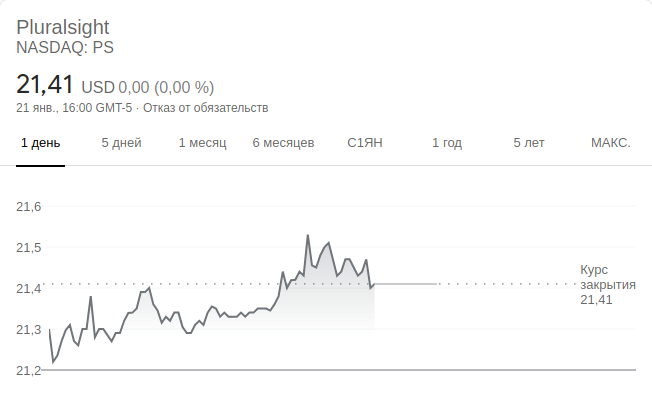 Pluralsight
NASDAQ: PS
21,41 USD 0,00 (0,00 %)
21 янв., 16:00 GMT-5 · Отказ от обязательств
1 день 5 дней 1 месяц 6 месяцев С1ЯН 1 год 5 лет МАКС.
21,6
21,5
21,4
21,3
21,2
Курс
закрытия
21,41